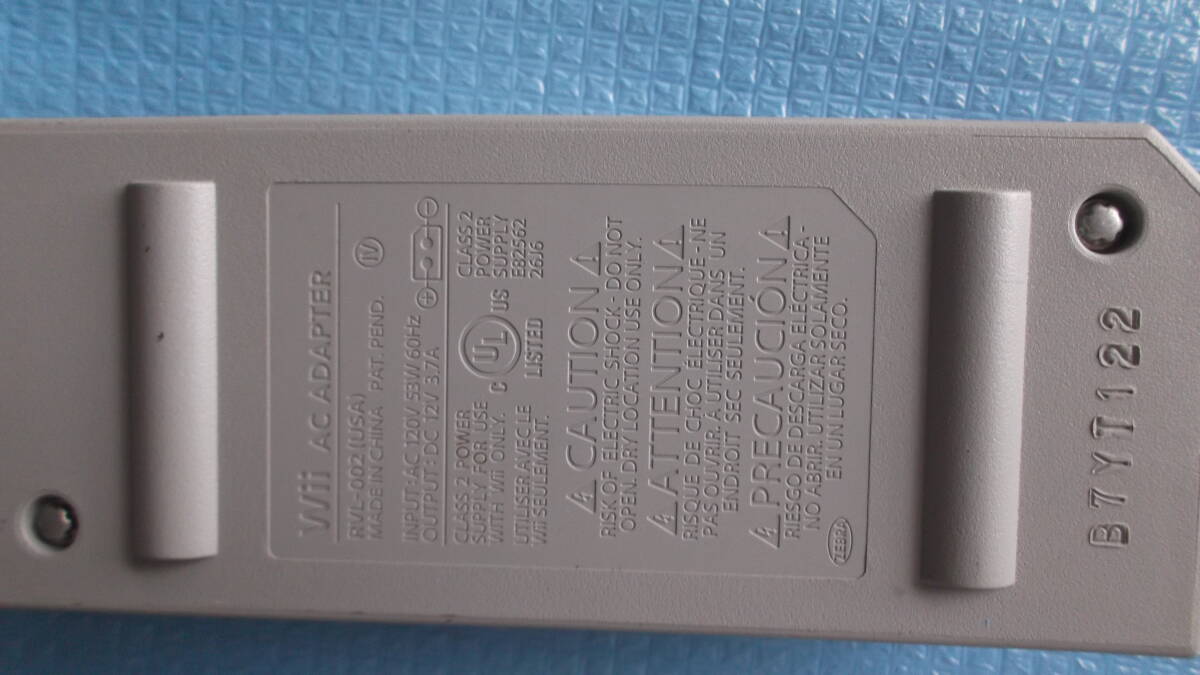 Wii AC ADAPTER
RVL-002 (USA)
MADE IN CHINA PAT. PEND. IV
INPUT : AC 120V 53W 60Hz
OUTPUT : DC 12V 3.7A
CLASS 2 POWER
SUPPLY FOR USE
WITH Wii ONLY.
UTILISER AVEC LE
Wii SEULEMENT.
C UL US
LISTED
CLASS 2
POWER
SUPPLY
E82562
26J6
CAUTION
RISK OF ELECTRIC SHOCK - DO NOT
OPEN. DRY LOCATION USE ONLY.
ATTENTION
RISQUE DE CHOC ÉLECTRIQUE - NE
PAS OUVRIR. À UTILISER DANS UN
ENDROIT SEC SEULEMENT.
PRECAUCIÓN
RIESGO DE DESCARGA ELÉCTRICA -
NO ABRIR. UTILIZAR SOLAMENTE
EN UN LUGAR SECO.
ZEBRA
B7YT122